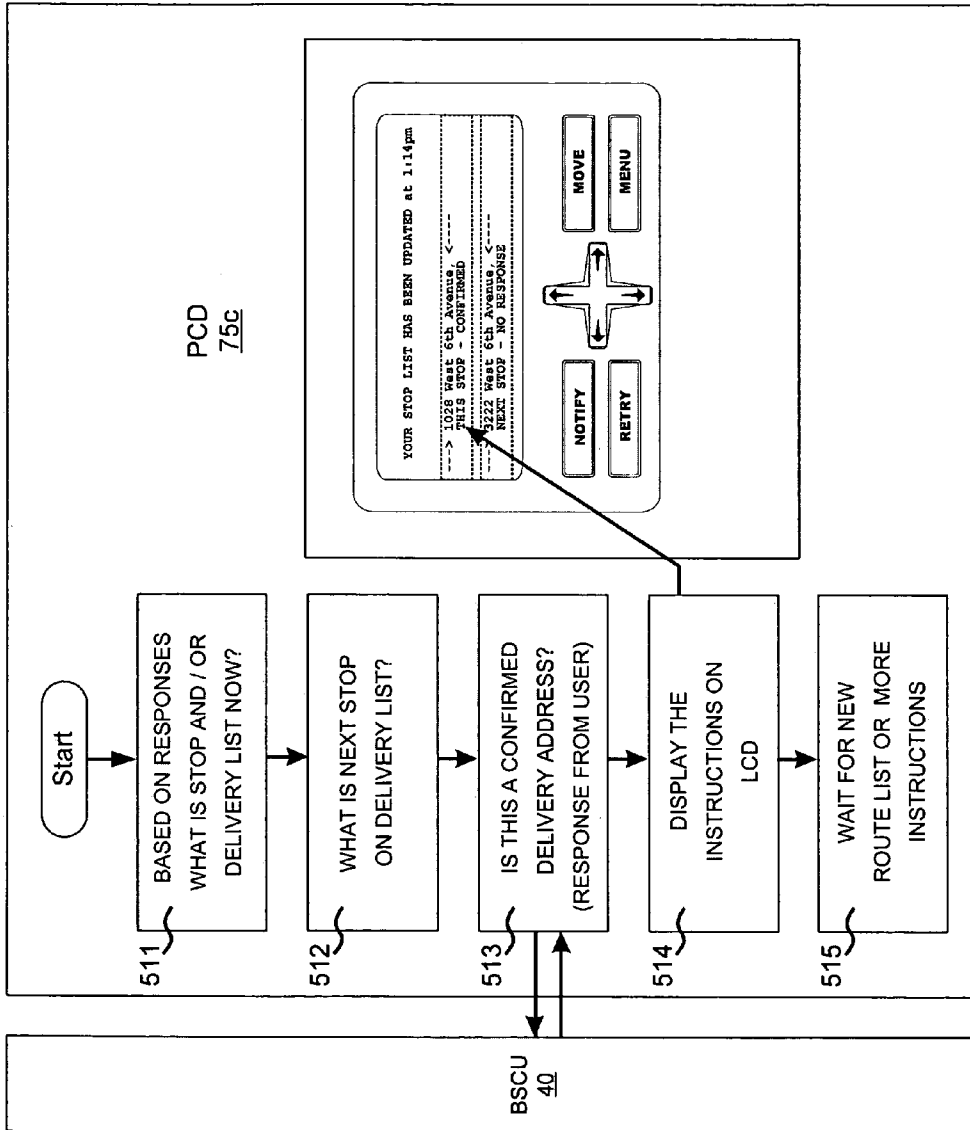 PCD
75c
Start
511
BASED ON RESPONSES
WHAT IS STOP AND / OR
DELIVERY LIST NOW?
512
WHAT IS NEXT STOP
ON DELIVERY LIST?
513
IS THIS A CONFIRMED
DELIVERY ADDRESS?
(RESPONSE FROM USER)
514
DISPLAY THE
INSTRUCTIONS ON
LCD
515
WAIT FOR NEW
ROUTE LIST OR MORE
INSTRUCTIONS
BSCU
40
YOUR STOP LIST HAS BEEN UPDATED at 1:14pm
---> 1028 West 6th Avenue, <----
THIS STOP - CONFIRMED
---> 3222 West 6th Avenue, <----
NEXT STOP - NO RESPONSE
NOTIFY
MOVE
RETRY
MENU